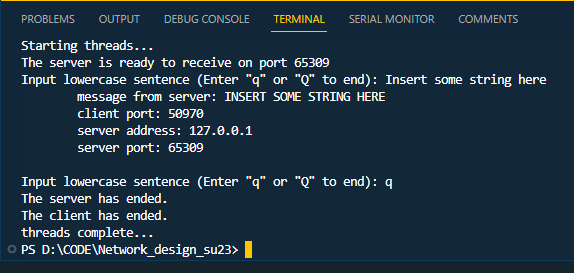 PROBLEMS OUTPUT DEBUG CONSOLE TERMINAL SERIAL MONITOR COMMENTS
Starting threads...
The server is ready to receive on port 65309
Input lowercase sentence (Enter "q" or "Q" to end): Insert some string here
message from server: INSERT SOME STRING HERE
client port: 50970
server address: 127.0.0.1
server port: 65309
Input lowercase sentence (Enter "q" or "Q" to end): q
The server has ended.
The client has ended.
threads complete...
PS D:\CODE\Network_design_su23>